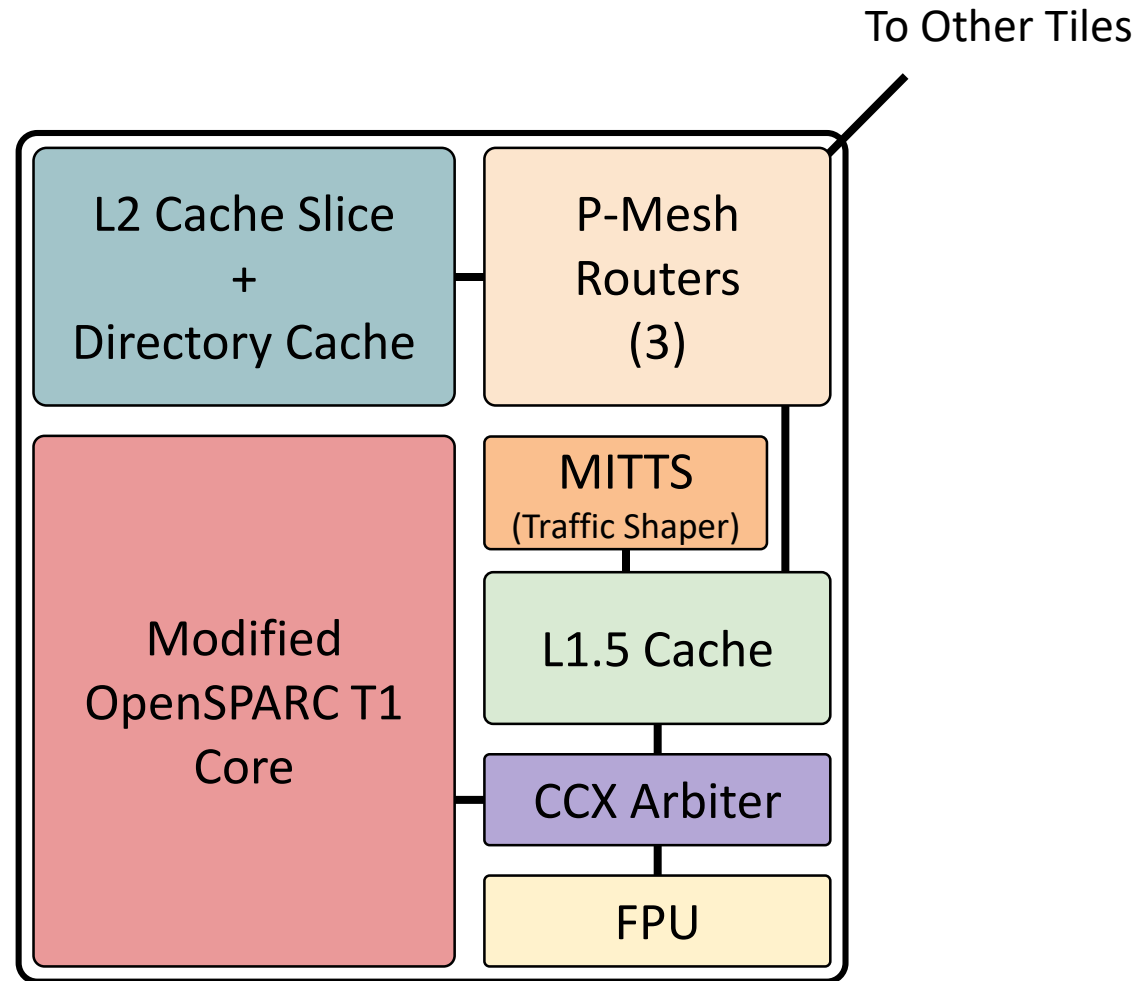 To Other Tiles
L2 Cache Slice
+
Directory Cache
P-Mesh
Routers
(3)
MITTS
(Traffic Shaper)
Modified
OpenSPARC T1
Core
L1.5 Cache
CCX Arbiter
FPU